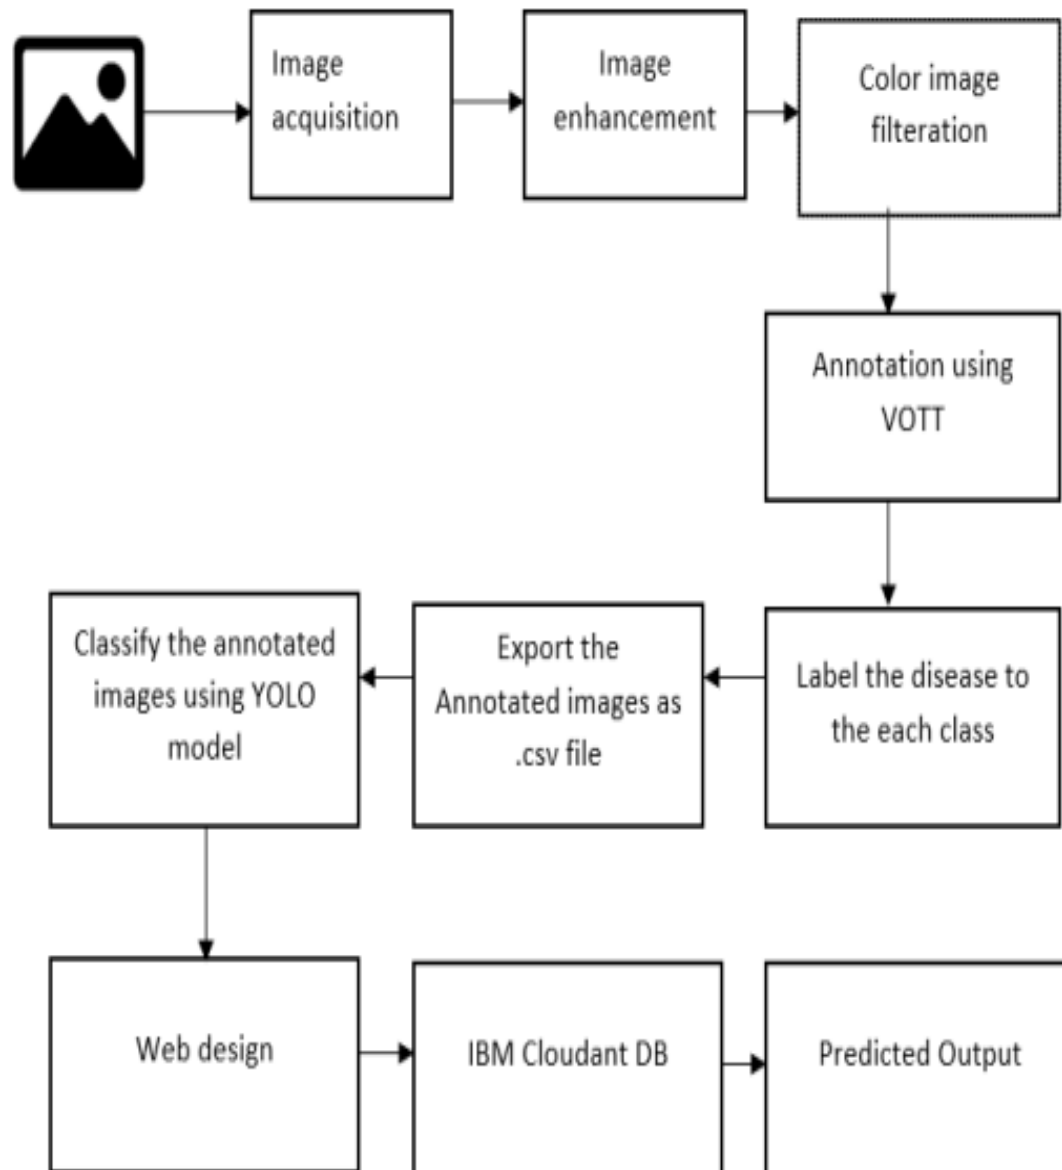 Image
acquisition
Image
enhancement
Color image
filteration
Annotation using
VOTT
Label the disease to
the each class
Export the
Annotated images as
.csv file
Classify the annotated
images using YOLO
model
Web design
IBM Cloudant DB
Predicted Output